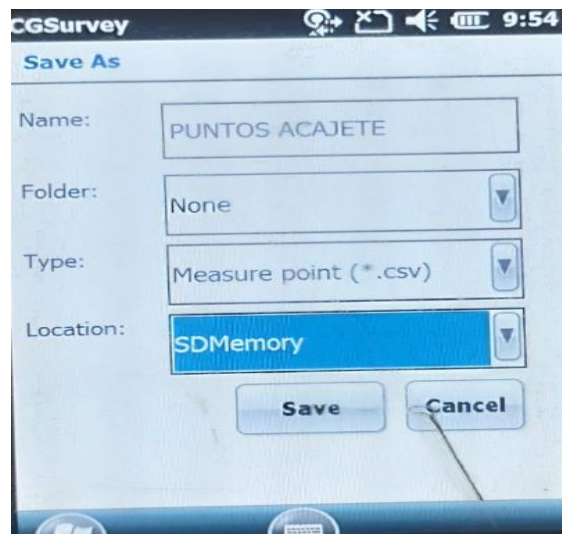 CGSurvey 9:54
Save As
Name: PUNTOS ACAJETE
Folder: None
Type: Measure point (*.csv)
Location: SDMemory
Save Cancel